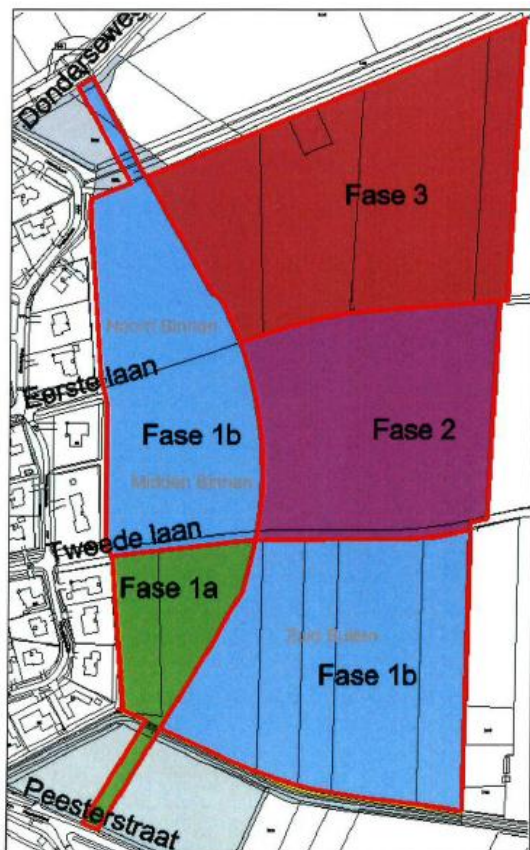 Donderseweg
Fase 3
Noord Binnen
Eerste laan
Fase 1b
Fase 2
Midden Binnen
Tweede laan
Fase 1a
Zuid Buiten
Fase 1b
Peesterstraat